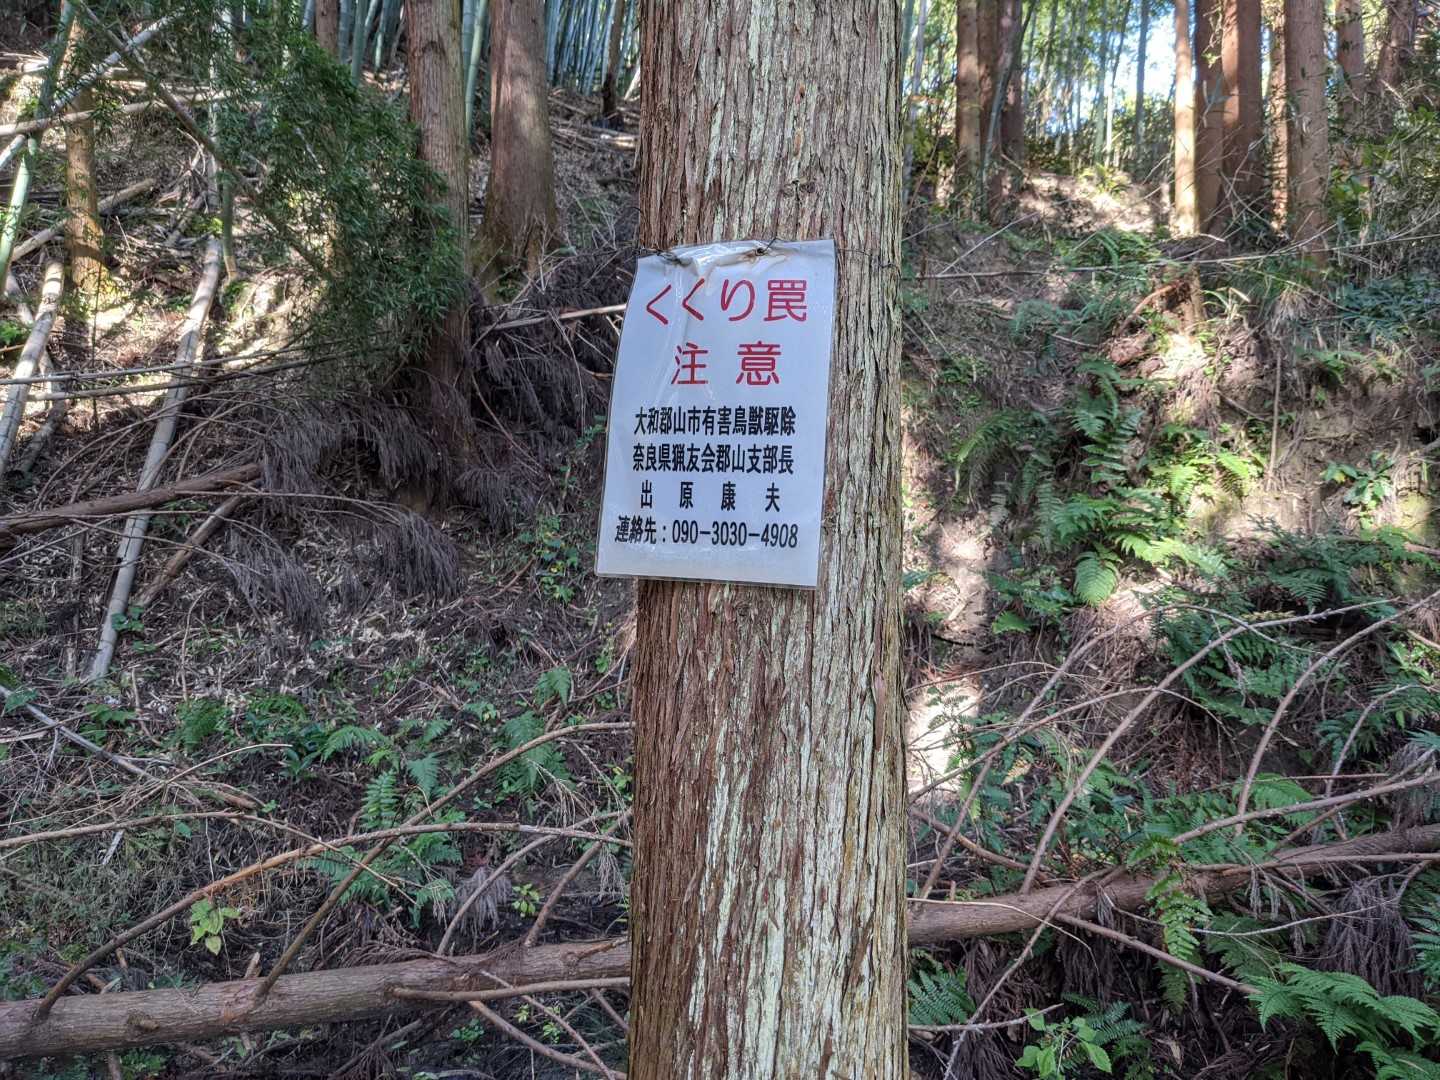 くくり罠
注意
大和郡山市有害鳥獣駆除
奈良県猟友会郡山支部長
出原康夫
連絡先：090－3030－4908